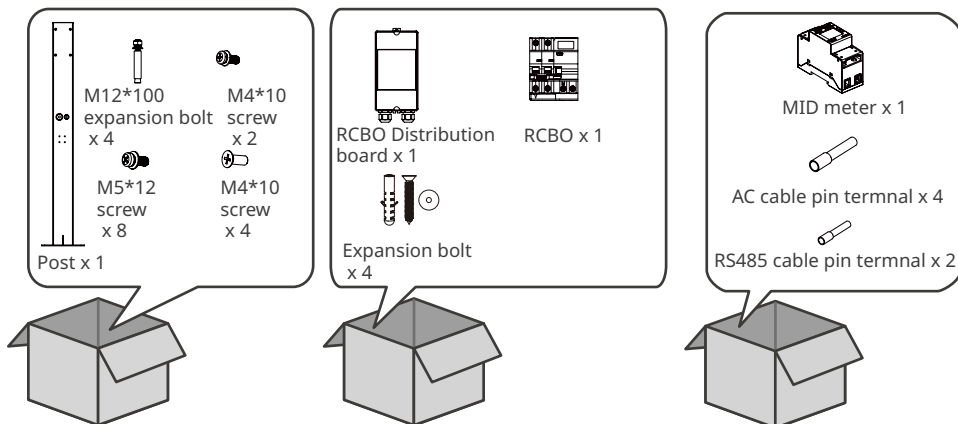 M12*100
expansion bolt
x 4
M4*10
screw
x 2
M5*12
screw
x 8
M4*10
screw
x 4
Post x 1
RCBO Distribution
board x 1
RCBO x 1
Expansion bolt
x 4
MID meter x 1
AC cable pin termnal x 4
RS485 cable pin termnal x 2